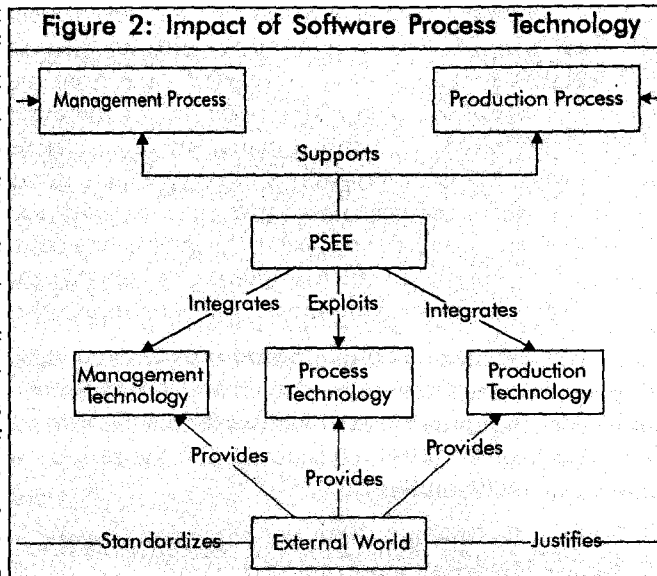 Figure 2: Impact of Software Process Technology
Management Process
Production Process
Supports
PSEE
Integrates
Exploits
Integrates
Management
Technology
Process
Technology
Production
Technology
Provides
Provides
Provides
Standardizes
External World
Justifies